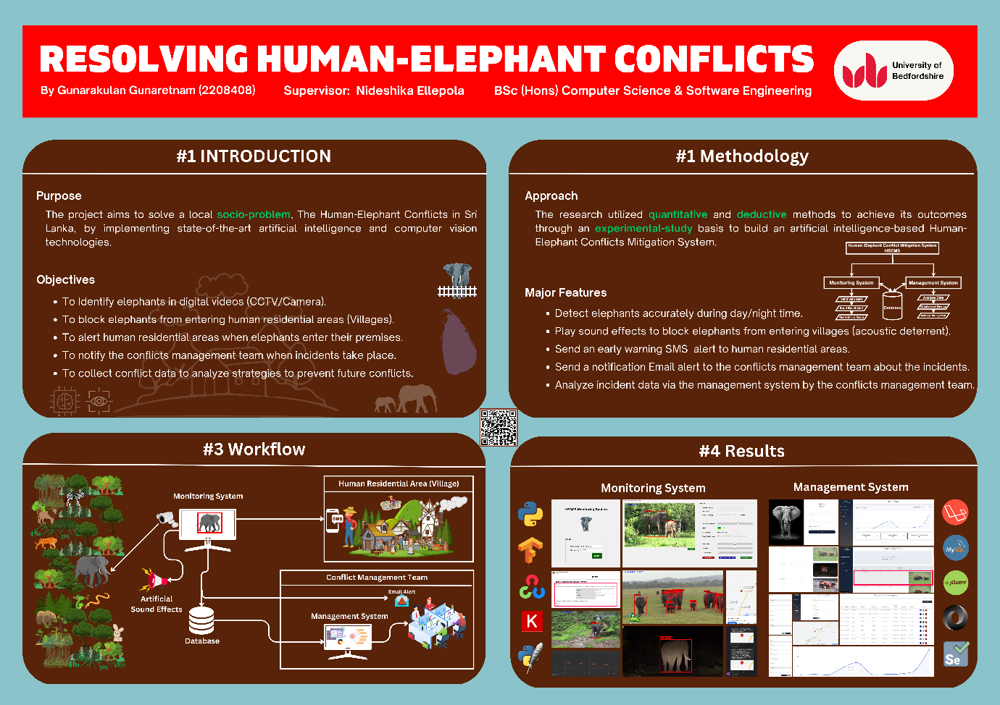 RESOLVING HUMAN-ELEPHANT CONFLICTS
By Gunarakulan Gunaretnam (2208408) Supervisor: Nideshika Ellepola BSc (Hons) Computer Science & Software Engineering
University of
Bedfordshire
#1 INTRODUCTION
Purpose
The project aims to solve a local socio-problem, The Human-Elephant Conflicts in Sri
Lanka, by implementing state-of-the-art artificial intelligence and computer vision
technologies.
Objectives
• To Identify elephants in digital videos (CCTV/Camera).
• To block elephants from entering human residential areas (Villages).
• To alert human residential areas when elephants enter their premises.
• To notify the conflicts management team when incidents take place.
• To collect conflict data to analyze strategies to prevent future conflicts.
#1 Methodology
Approach
The research utilized quantitative and deductive methods to achieve its outcomes
through an experimental-study basis to build an artificial intelligence-based Human-
Elephant Conflicts Mitigation System.
Human Elephant Conflict Mitigation System
HECMS
Monitoring System
Management System
Send Email Alert
Database
Analyze Data
Manage the System
Major Features
• Detect elephants accurately during day/night time.
• Play sound effects to block elephants from entering villages (acoustic deterrent).
• Send an early warning SMS alert to human residential areas.
• Send a notification Email alert to the conflicts management team about the incidents.
• Analyze incident data via the management system by the conflicts management team.
#3 Workflow
Monitoring System
Human Residential Area (Village)
SMS
Artificial
Sound Effects
Database
Conflict Management Team
Email Alert
Management System
#4 Results
Monitoring System
Management System
HECMS Monitoring System
K
MySQL
jQuery
Se